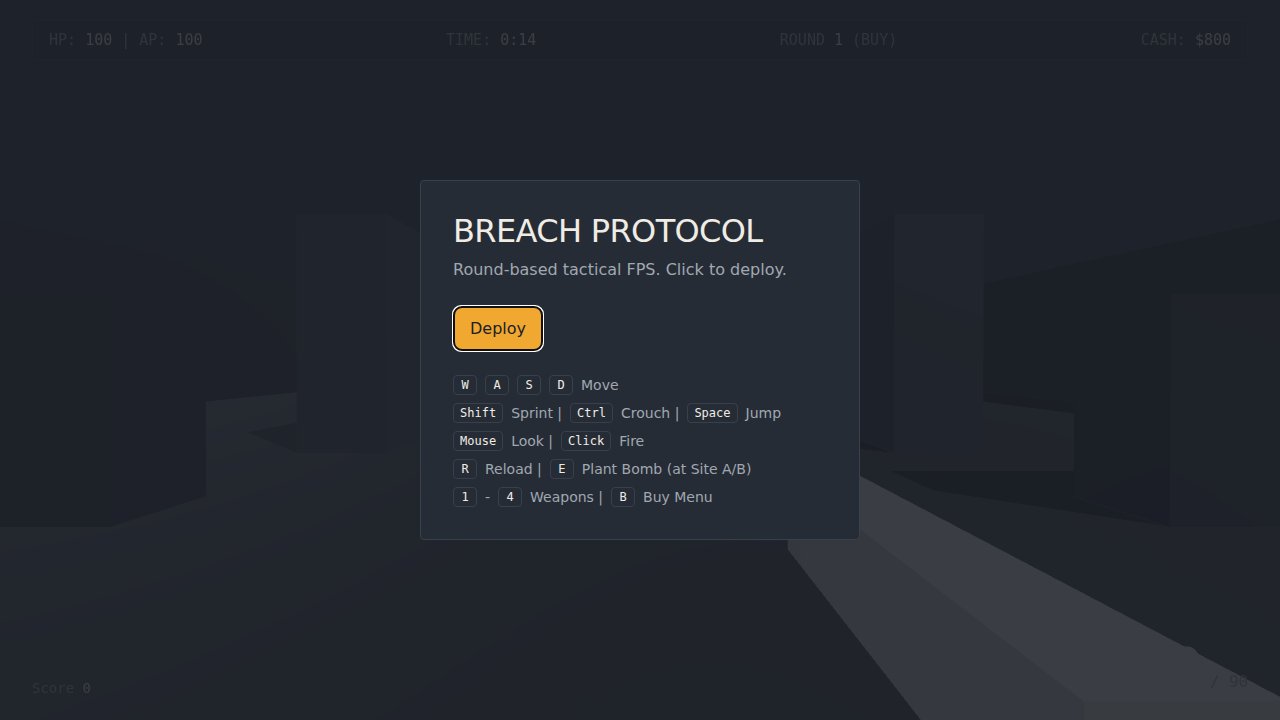 HP: 100 | AP: 100 TIME: 0:14 ROUND 1 (BUY) CASH: $800
BREACH PROTOCOL
Round-based tactical FPS. Click to deploy.
Deploy
W A S D Move
Shift Sprint | Ctrl Crouch | Space Jump
Mouse Look | Click Fire
R Reload | E Plant Bomb (at Site A/B)
1 - 4 Weapons | B Buy Menu
Score 0
/ 90